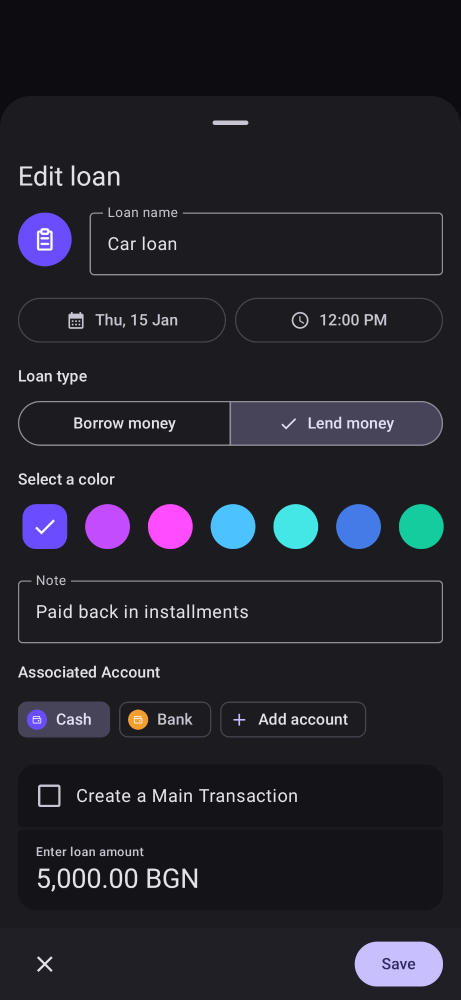 Edit loan
Loan name
Car loan
Thu, 15 Jan
12:00 PM
Loan type
Borrow money
Lend money
Select a color
Note
Paid back in installments
Associated Account
Cash
Bank
Add account
Create a Main Transaction
Enter loan amount
5,000.00 BGN
Save